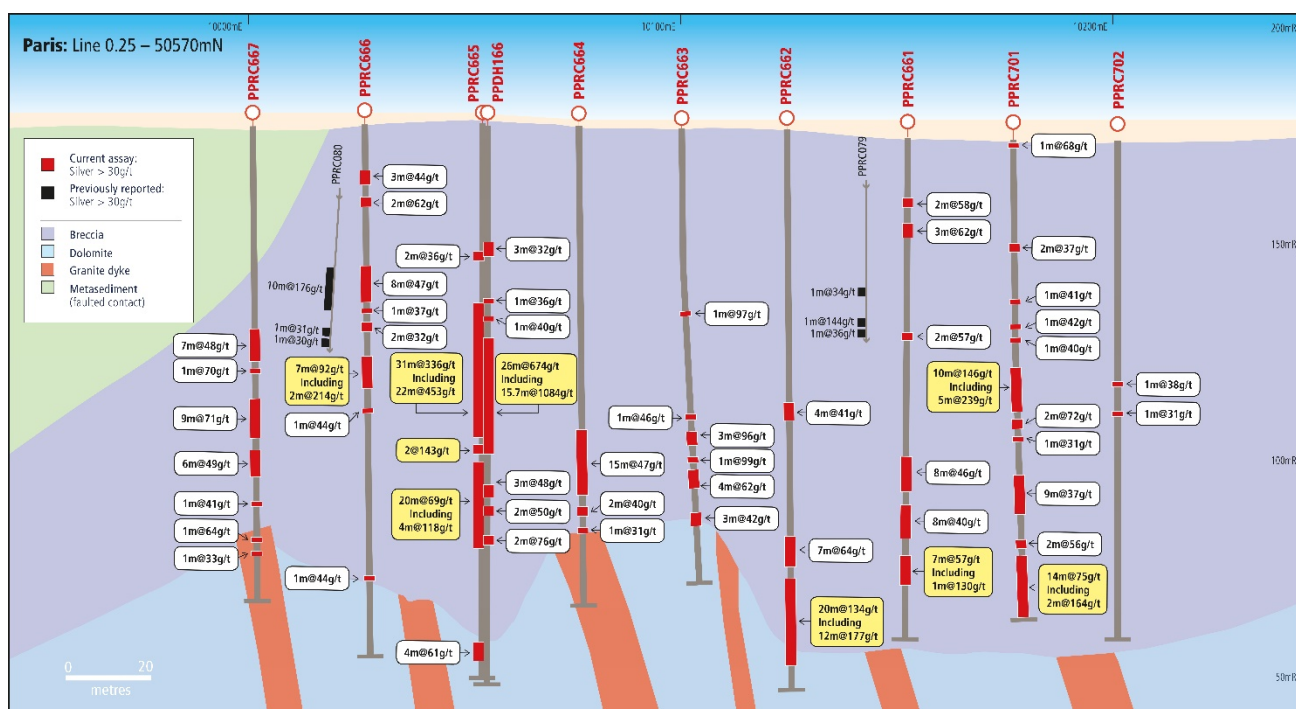 10000mE
10100mE
10200mE
200mR
Paris: Line 0.25 – 50570mN
PPRC667
PPRC666
PPRC665
PPDH166
PPRC664
PPRC663
PPRC662
PPRC661
PPRC701
PPRC702
Current assay:
Silver > 30g/t
Previously reported:
Silver > 30g/t
Breccia
Dolomite
Granite dyke
Metasediment
(faulted contact)
7m@48g/t
1m@70g/t
9m@71g/t
6m@49g/t
1m@41g/t
1m@64g/t
1m@33g/t
PPRC080
10m@176g/t
1m@31g/t
1m@30g/t
3m@44g/t
2m@62g/t
8m@47g/t
1m@37g/t
2m@32g/t
7m@92g/t
Including
2m@214g/t
1m@44g/t
1m@44g/t
2m@36g/t
31m@336g/t
Including
22m@453g/t
2@143g/t
20m@69g/t
Including
4m@118g/t
4m@61g/t
3m@32g/t
1m@36g/t
1m@40g/t
26m@674g/t
Including
15.7m@1084g/t
3m@48g/t
2m@50g/t
2m@76g/t
15m@47g/t
2m@40g/t
1m@31g/t
1m@97g/t
1m@46g/t
3m@96g/t
1m@99g/t
4m@62g/t
3m@42g/t
4m@41g/t
7m@64g/t
20m@134g/t
Including
12m@177g/t
PPRC079
1m@34g/t
1m@144g/t
1m@36g/t
2m@58g/t
3m@62g/t
2m@57g/t
8m@46g/t
8m@40g/t
7m@57g/t
Including
1m@130g/t
1m@68g/t
2m@37g/t
1m@41g/t
1m@42g/t
1m@40g/t
10m@146g/t
Including
5m@239g/t
2m@72g/t
1m@31g/t
9m@37g/t
2m@56g/t
14m@75g/t
Including
2m@164g/t
1m@38g/t
1m@31g/t
150mR
100mR
50mR
0 20
metres